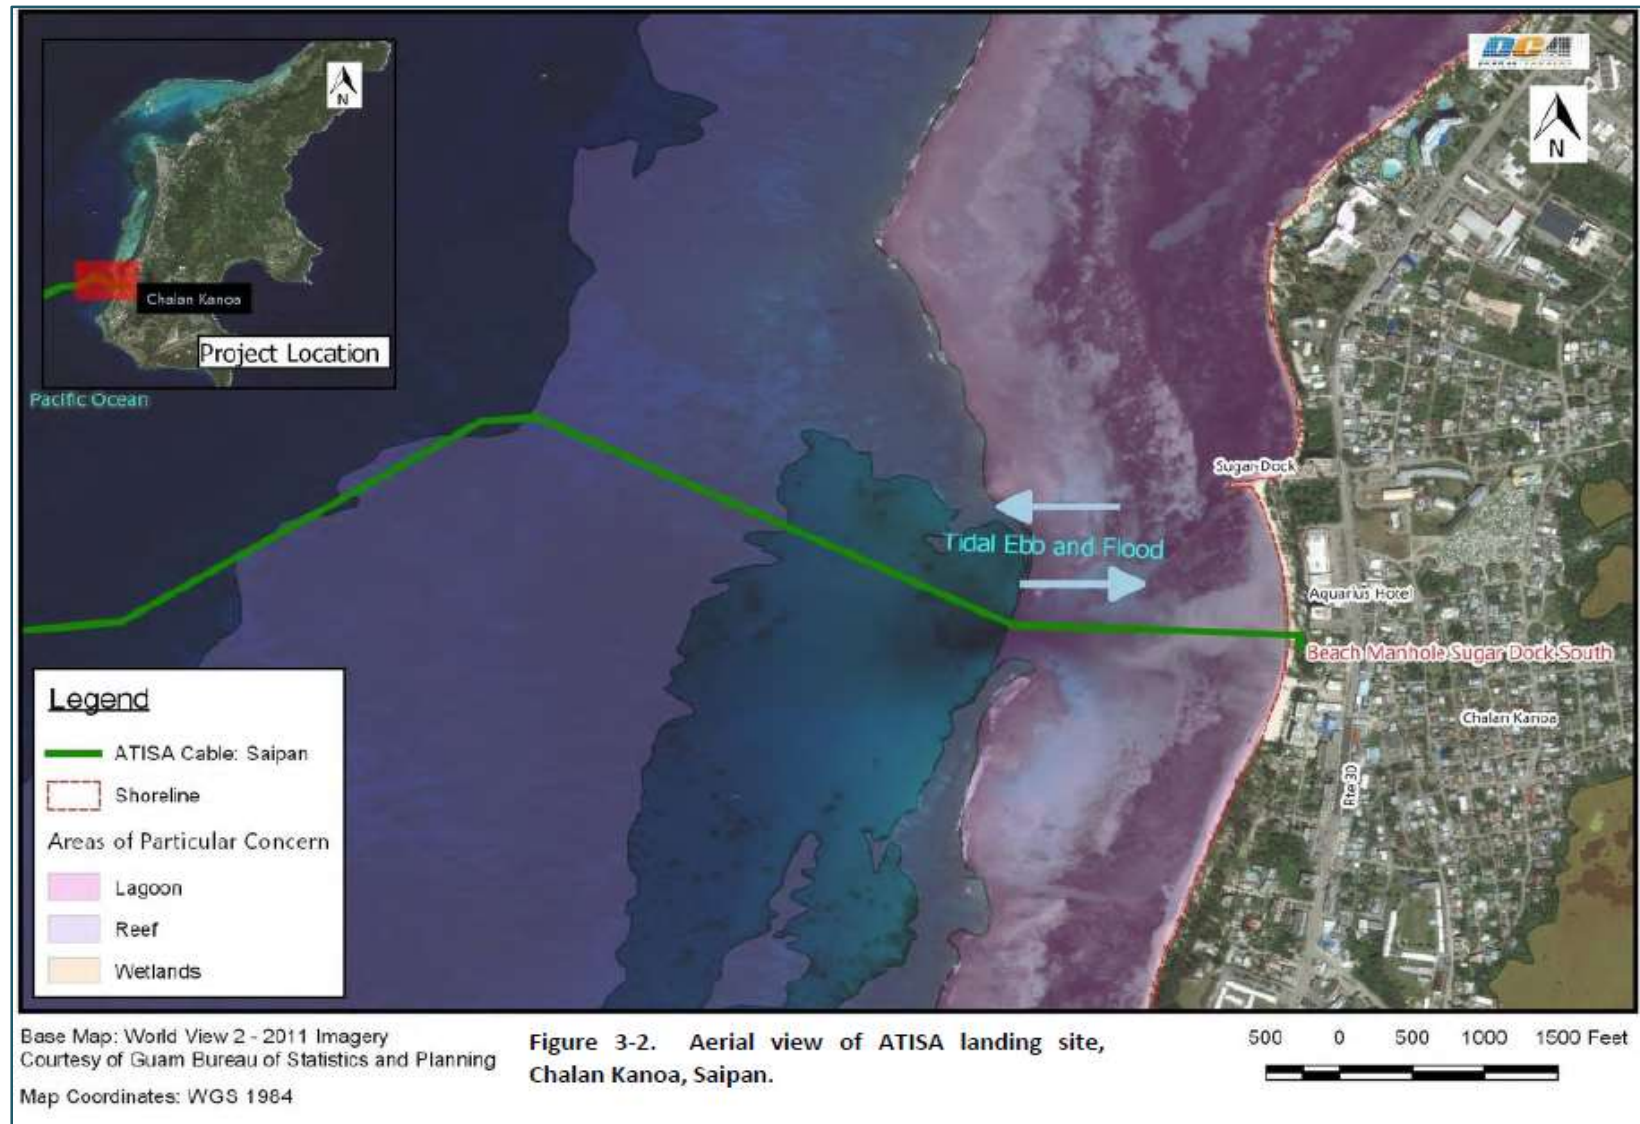 DCA
N
N
Chalan Kanoa
Project Location
Pacific Ocean
Sugar Dock
Tidal Ebb and Flood
Aquarius Hotel
Beach Manhole Sugar Dock South
Chalan Kanoa
Rte 30
Legend
ATISA Cable: Saipan
Shoreline
Areas of Particular Concern
Lagoon
Reef
Wetlands
Base Map: World View 2 - 2011 Imagery
Courtesy of Guam Bureau of Statistics and Planning
Map Coordinates: WGS 1984
Figure 3-2. Aerial view of ATISA landing site,
Chalan Kanoa, Saipan.
500 0 500 1000 1500 Feet